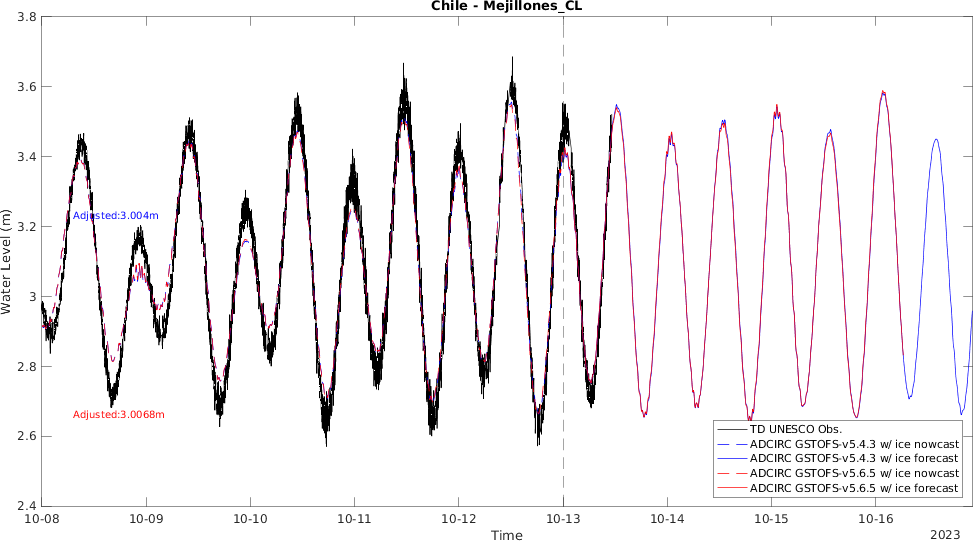 Chile - Mejillones_CL
3.8
3.6
3.4
3.2
3
2.8
2.6
2.4
Water Level (m)
Adjusted:3.004m
Adjusted:3.0068m
TD UNESCO Obs.
ADCIRC GSTOFS-v5.4.3 w/ ice nowcast
ADCIRC GSTOFS-v5.4.3 w/ ice forecast
ADCIRC GSTOFS-v5.6.5 w/ ice nowcast
ADCIRC GSTOFS-v5.6.5 w/ ice forecast
10-08 10-09 10-10 10-11 10-12 10-13 10-14 10-15 10-16
Time
2023